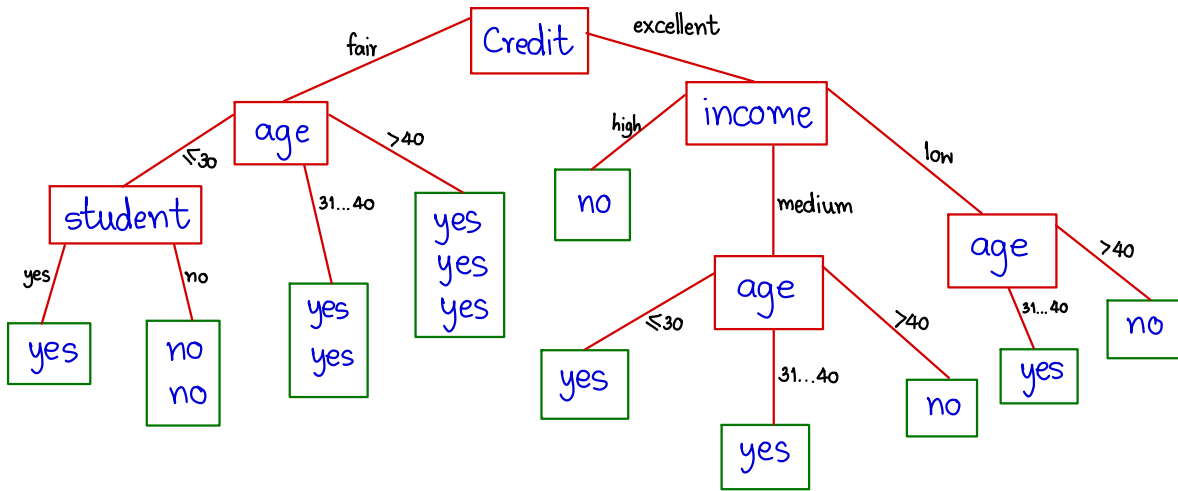 Credit
fair
excellent
age
income
≤30
>40
high
low
student
31...40
yes
yes
yes
no
medium
age
>40
yes
no
age
yes
yes
31...40
no
≤30
>40
yes
no
no
yes
31...40
no
yes
yes